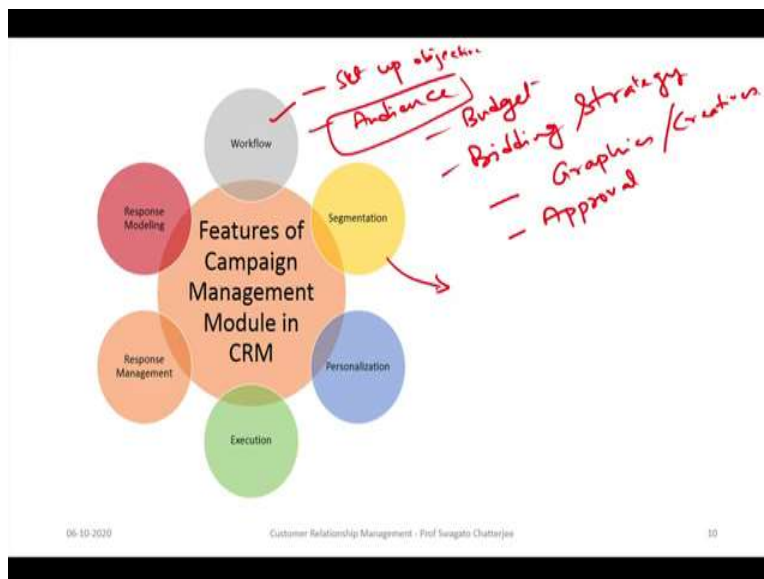 Set up objective
Audience
Budget
Bidding Strategy
Graphics / Creatives
Approval
Workflow
Response
Modeling
Segmentation
Features of
Campaign
Management
Module in
CRM
Response
Management
Personalization
Execution
06-10-2020
Customer Relationship Management - Prof Swagato Chatterjee
10